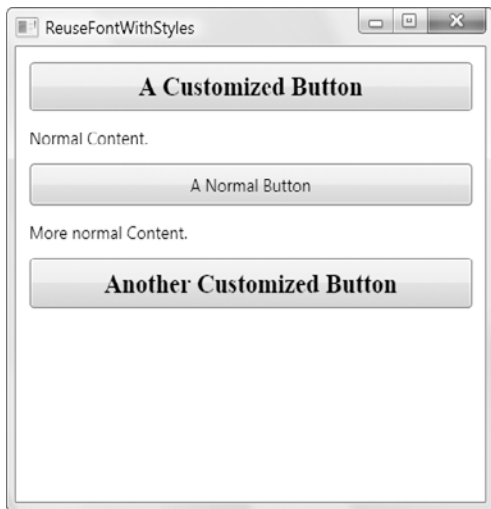 ReuseFontWithStyles
A Customized Button
Normal Content.
A Normal Button
More normal Content.
Another Customized Button